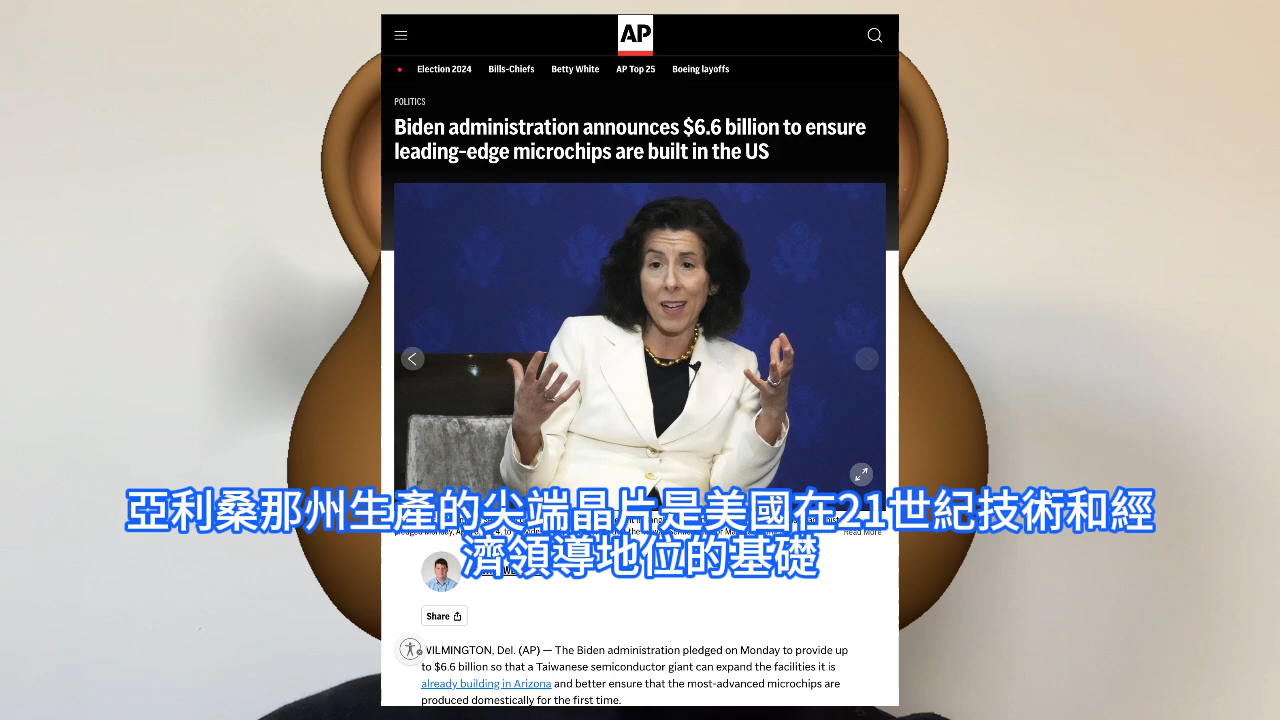 AP
Election 2024 Bills-Chiefs Betty White AP Top 25 Boeing layoffs
POLITICS
Biden administration announces $6.6 billion to ensure
leading-edge microchips are built in the US
亞利桑那州生產的尖端晶片是美國在21世紀技術和經
濟領導地位的基礎
Read More
Share
WILMINGTON, Del. (AP) — The Biden administration pledged on Monday to provide up
to $6.6 billion so that a Taiwanese semiconductor giant can expand the facilities it is
already building in Arizona and better ensure that the most-advanced microchips are
produced domestically for the first time.